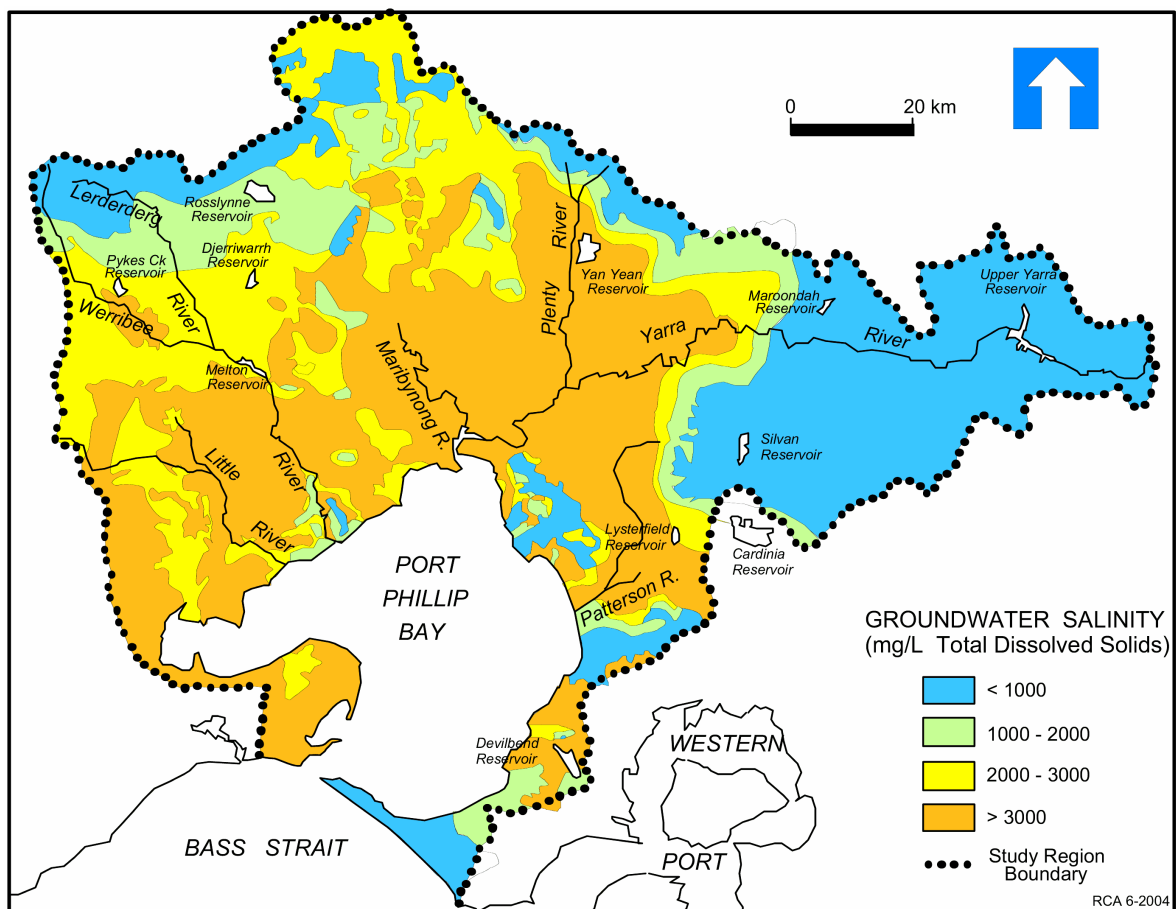 0 20 km
Lerderderg
River
Rosslynne
Reservoir
Djerriwarrh
Reservoir
Pykes Ck
Reservoir
Werribee
River
Melton
Reservoir
Maribynong R.
Plenty
River
Yan Yean
Reservoir
Yarra
River
Maroondah
Reservoir
Upper Yarra
Reservoir
Silvan
Reservoir
Little
River
Lysterfield
Reservoir
Cardinia
Reservoir
Patterson R.
PORT
PHILLIP
BAY
Devilbend
Reservoir
WESTERN
PORT
BASS STRAIT
GROUNDWATER SALINITY
(mg/L Total Dissolved Solids)
< 1000
1000 - 2000
2000 - 3000
> 3000
Study Region
Boundary
RCA 6-2004